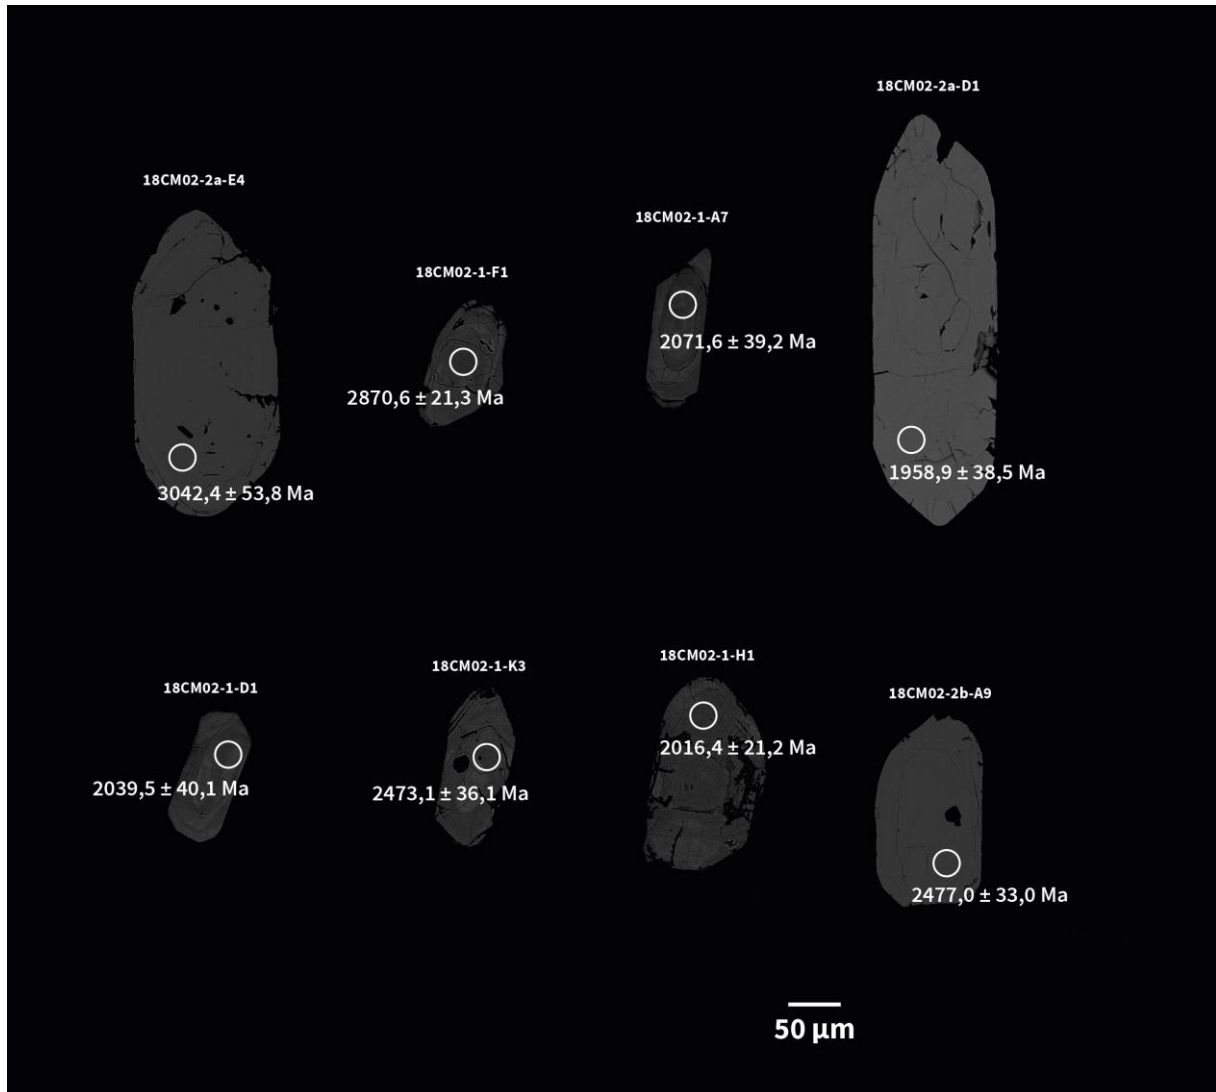 18CM02-2a-D1
18CM02-2a-E4
18CM02-1-A7
18CM02-1-F1
2071,6 ± 39,2 Ma
2870,6 ± 21,3 Ma
1958,9 ± 38,5 Ma
3042,4 ± 53,8 Ma
18CM02-1-H1
18CM02-1-K3
18CM02-1-D1
18CM02-2b-A9
2016,4 ± 21,2 Ma
2039,5 ± 40,1 Ma
2473,1 ± 36,1 Ma
2477,0 ± 33,0 Ma
50 µm